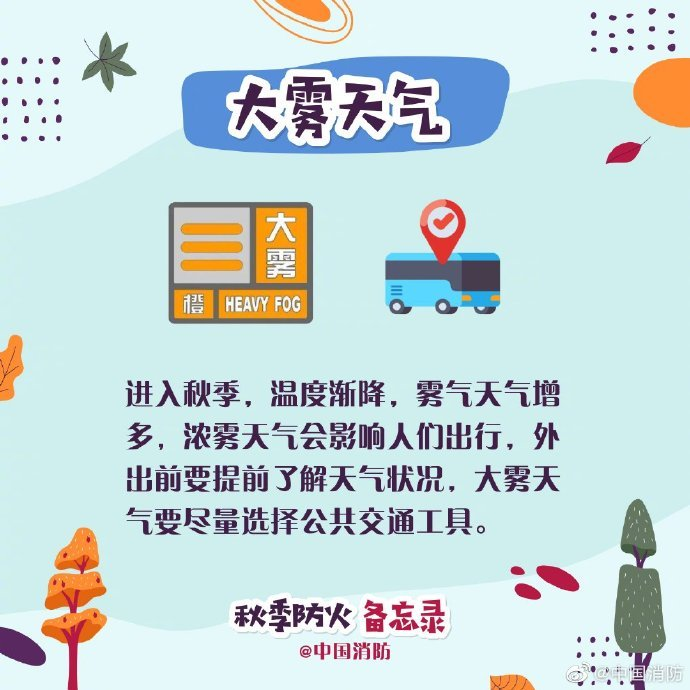 大雾天气
大
雾
橙 HEAVY FOG
进入秋季，温度渐降，雾气天气增
多，浓雾天气会影响人们出行，外
出前要提前了解天气状况，大雾天
气要尽量选择公共交通工具。
秋季防火 备忘录
@中国消防
@中国消防